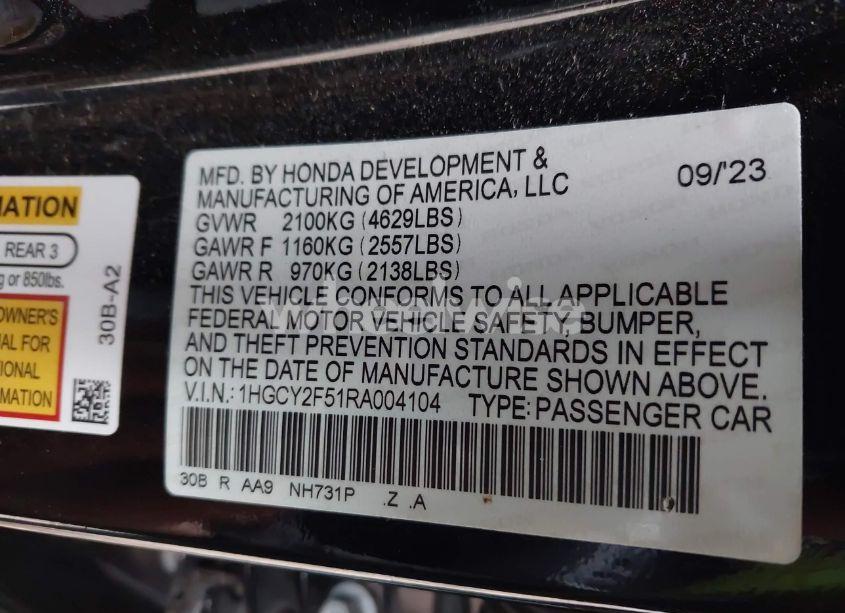 MATION
REAR 3
g or 850lbs.
OWNER'S
UAL FOR
TIONAL
ATION
30B-A2
MFD. BY HONDA DEVELOPMENT &
MANUFACTURING OF AMERICA, LLC
09/'23
GVWR 2100KG (4629LBS)
GAWR F 1160KG (2557LBS)
GAWR R 970KG (2138LBS)
THIS VEHICLE CONFORMS TO ALL APPLICABLE
FEDERAL MOTOR VEHICLE SAFETY, BUMPER,
AND THEFT PREVENTION STANDARDS IN EFFECT
ON THE DATE OF MANUFACTURE SHOWN ABOVE.
V.I.N.: 1HGCY2F51RA004104 TYPE: PASSENGER CAR
30B R AA9 NH731P .Z .A